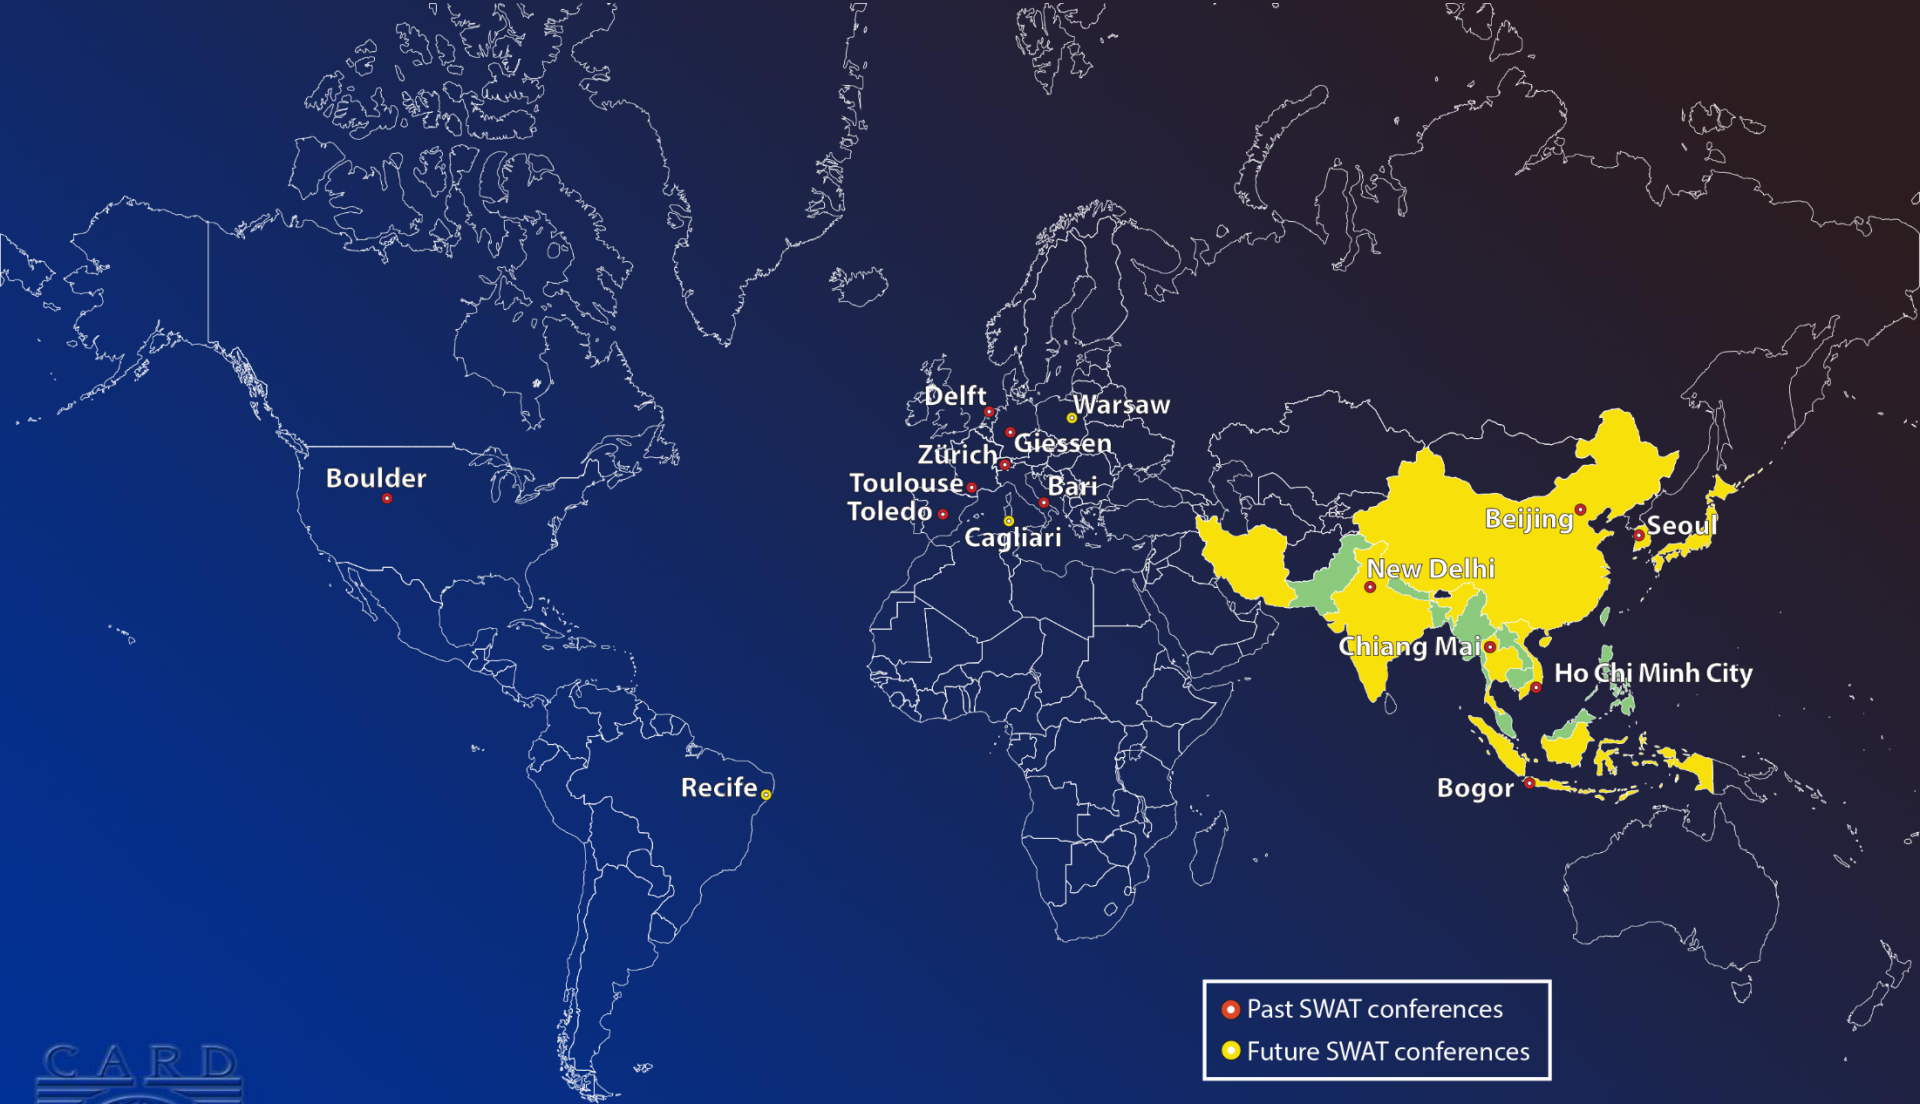 Delft
Warsaw
Giessen
Zürich
Boulder
Toulouse
Bari
Toledo
Beijing
Seoul
Cagliari
New Delhi
Chiang Mai
Ho Chi Minh City
Recife
Bogor
Past SWAT conferences
Future SWAT conferences
CARD